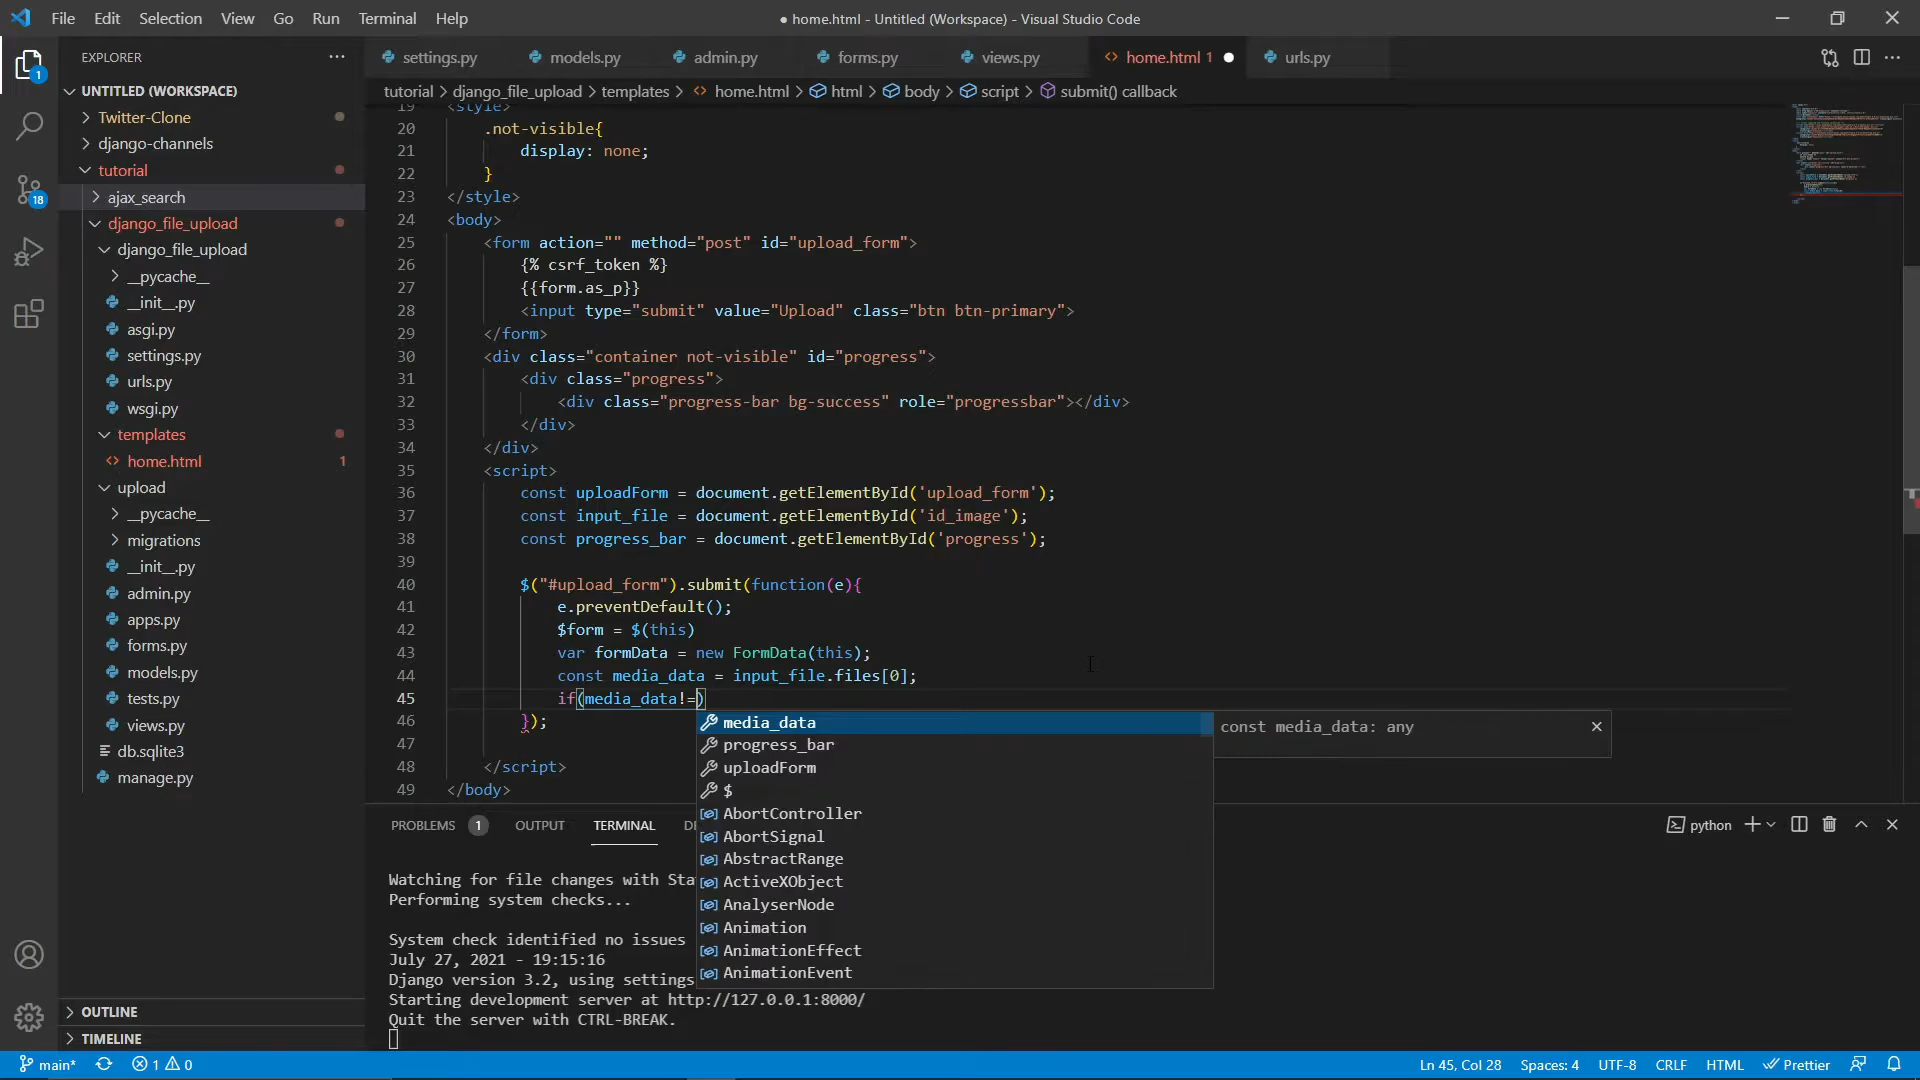 File Edit Selection View Go Run Terminal Help
● home.html - Untitled (Workspace) - Visual Studio Code
EXPLORER
settings.py models.py admin.py forms.py views.py home.html 1 urls.py
tutorial > django_file_upload > templates > home.html > html > body > script > submit() callback
UNTITLED (WORKSPACE)
Twitter-Clone
django-channels
tutorial
ajax_search
django_file_upload
django_file_upload
__pycache__
__init__.py
asgi.py
settings.py
urls.py
wsgi.py
templates
home.html 1
upload
__pycache__
migrations
__init__.py
admin.py
apps.py
forms.py
models.py
tests.py
views.py
db.sqlite3
manage.py
OUTLINE
TIMELINE
1
18
19 <style>
20 .not-visible{
21 display: none;
22 }
23 </style>
24 <body>
25 <form action="" method="post" id="upload_form">
26 {% csrf_token %}
27 {{form.as_p}}
28 <input type="submit" value="Upload" class="btn btn-primary">
29 </form>
30 <div class="container not-visible" id="progress">
31 <div class="progress">
32 <div class="progress-bar bg-success" role="progressbar"></div>
33 </div>
34 </div>
35 <script>
36 const uploadForm = document.getElementById('upload_form');
37 const input_file = document.getElementById('id_image');
38 const progress_bar = document.getElementById('progress');
39
40 $("#upload_form").submit(function(e){
41 e.preventDefault();
42 $form = $(this)
43 var formData = new FormData(this);
44 const media_data = input_file.files[0];
45 if(media_data!=)
46 });
47
48 </script>
49 </body>
media_data
progress_bar
uploadForm
$
AbortController
AbortSignal
AbstractRange
ActiveXObject
AnalyserNode
Animation
AnimationEffect
AnimationEvent
const media_data: any
PROBLEMS 1 OUTPUT TERMINAL DE
python
Watching for file changes with Sta
Performing system checks...
System check identified no issues
July 27, 2021 - 19:15:16
Django version 3.2, using settings
Starting development server at http://127.0.0.1:8000/
Quit the server with CTRL-BREAK.
main* 1 0 Ln 45, Col 28 Spaces: 4 UTF-8 CRLF HTML Prettier